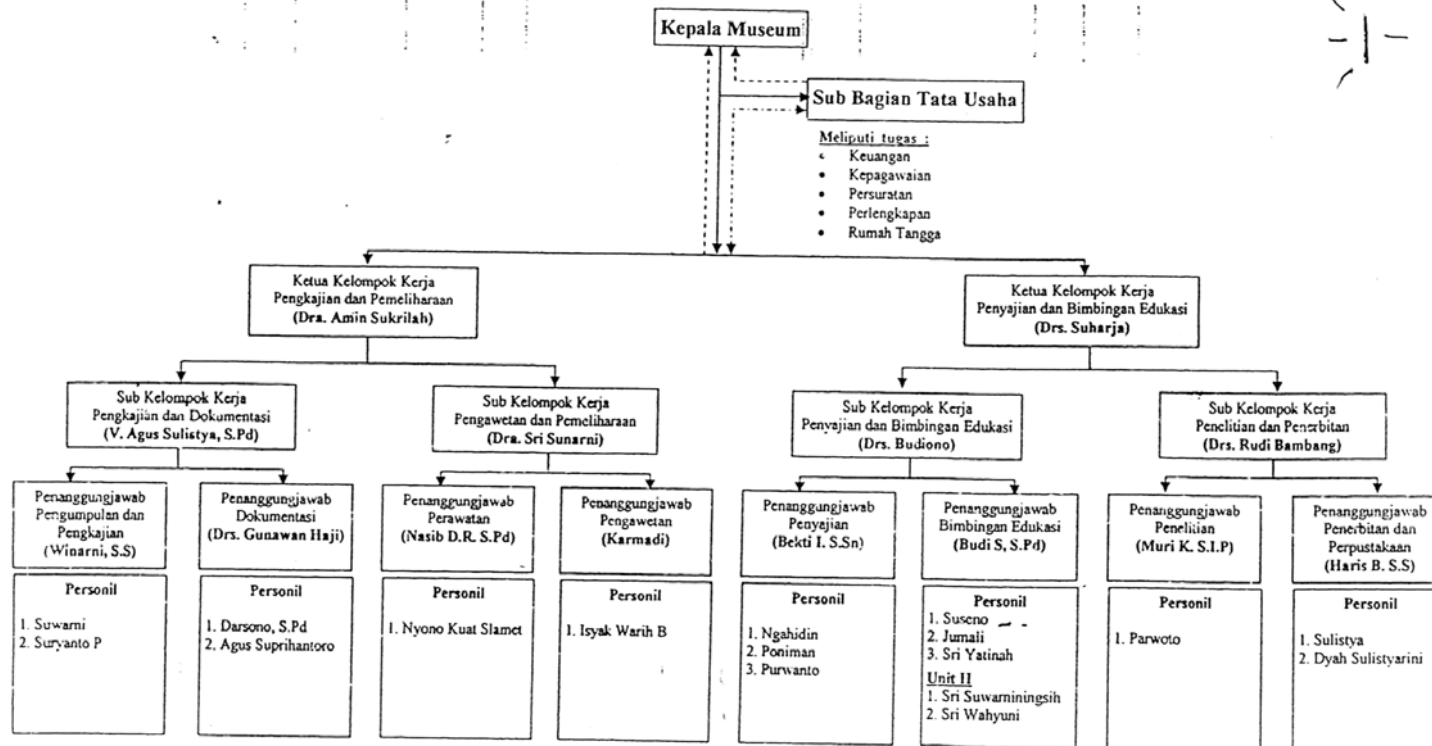 Kepala Museum
Sub Bagian Tata Usaha
Meliputi tugas :
• Keuangan
• Kepagawaian
• Persuratan
• Perlengkapan
• Rumah Tangga
Ketua Kelompok Kerja
Pengkajian dan Pemeliharaan
(Dra. Amin Sukrilah)
Ketua Kelompok Kerja
Penyajian dan Bimbingan Edukasi
(Drs. Suharja)
Sub Kelompok Kerja
Pengkajian dan Dokumentasi
(V. Agus Sulistya, S.Pd)
Sub Kelompok Kerja
Pengawetan dan Pemeliharaan
(Dra. Sri Sunarni)
Sub Kelompok Kerja
Penyajian dan Bimbingan Edukasi
(Drs. Budiono)
Sub Kelompok Kerja
Penelitian dan Penerbitan
(Drs. Rudi Bambang)
Penanggungjawab
Pengumpulan dan
Pengkajian
(Winarni, S.S)
Penanggungjawab
Dokumentasi
(Drs. Gunawan Haji)
Penanggungjawab
Perawatan
(Nasib D.R. S.Pd)
Penanggungjawab
Pengawetan
(Karmadi)
Penanggungjawab
Penyajian
(Bekti I. S.Sn)
Penanggungjawab
Bimbingan Edukasi
(Budi S, S.Pd)
Penanggungjawab
Penelitian
(Muri K. S.I.P)
Penanggungjawab
Penerbitan dan
Perpustakaan
(Haris B. S.S)
Personil
1. Suwarni
2. Suryanto P
Personil
1. Darsono, S.Pd
2. Agus Suprihantoro
Personil
1. Nyono Kuat Slamet
Personil
1. Isyak Warih B
Personil
1. Ngahidin
2. Poniman
3. Purwanto
Personil
1. Suseno
2. Jumali
3. Sri Yatinah
Unit II
1. Sri Suwarniningsih
2. Sri Wahyuni
Personil
1. Parwoto
Personil
1. Sulistya
2. Dyah Sulistyarini